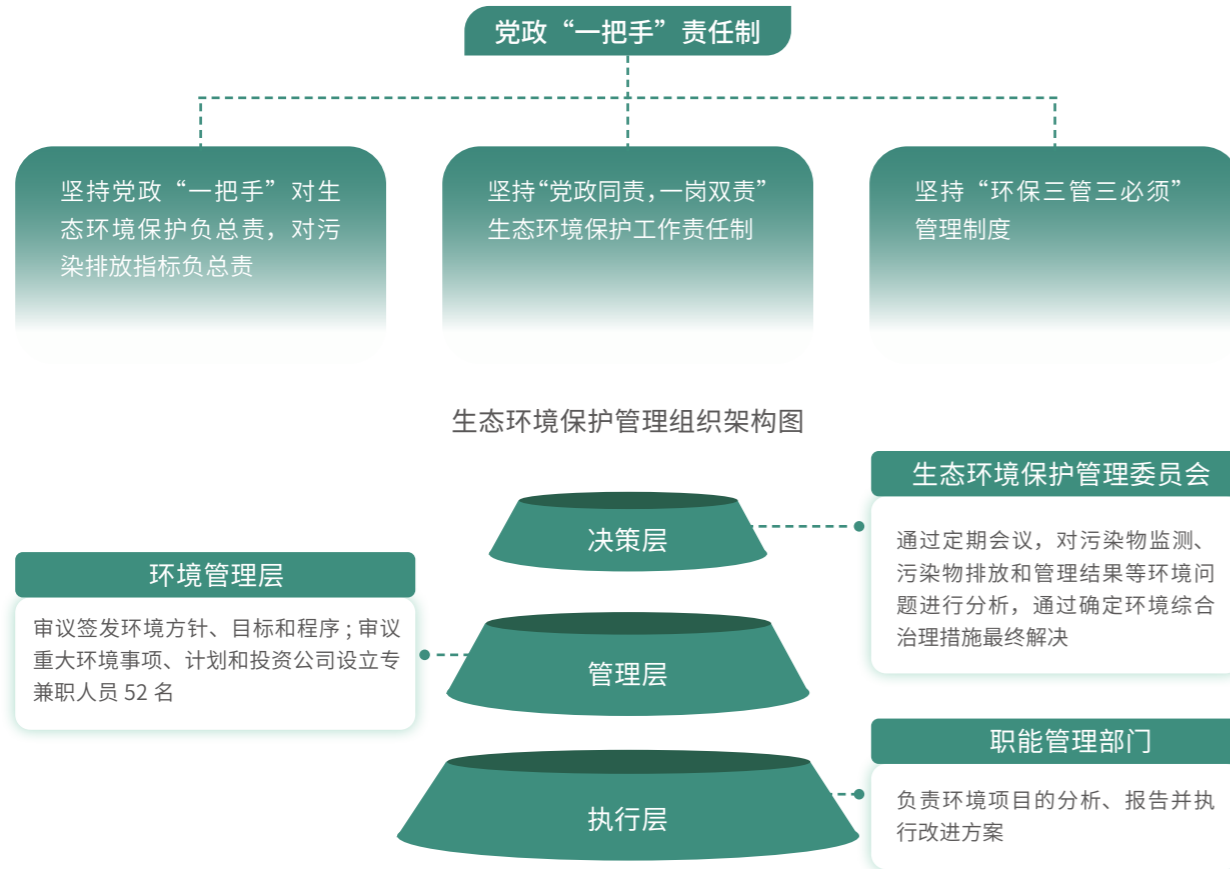 党政“一把手”责任制
坚持党政“一把手”对生
态环境保护负总责，对污
染排放指标负总责
坚持“党政同责，一岗双责”
生态环境保护工作责任制
坚持“环保三管三必须”
管理制度
生态环境保护管理组织架构图
决策层
生态环境保护管理委员会
通过定期会议，对污染物监测、
污染物排放和管理结果等环境问
题进行分析，通过确定环境综合
治理措施最终解决
环境管理层
审议签发环境方针、目标和程序 ; 审议
重大环境事项、计划和投资公司设立专
兼职人员 52 名
管理层
执行层
职能管理部门
负责环境项目的分析、报告并执
行改进方案